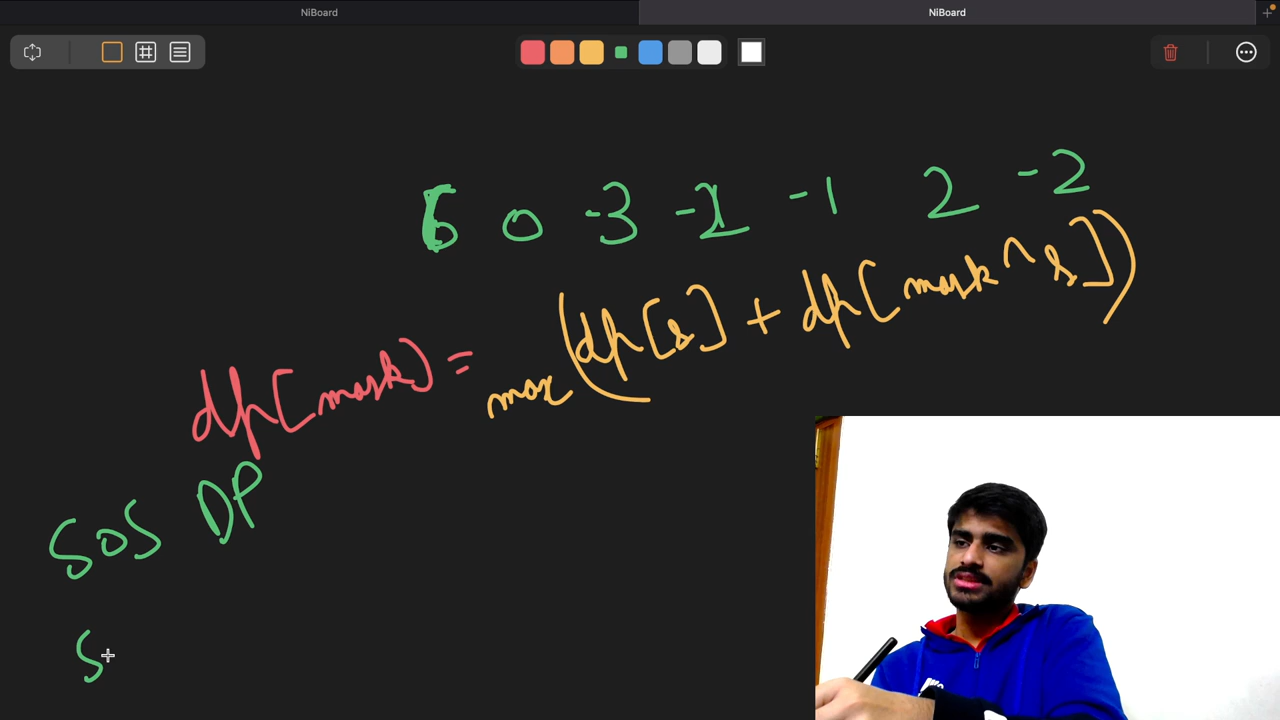 NiBoard NiBoard
6 0 -3 -2 -1 2 -2
dp[mask] = max(dp[s] + dp[mask^s])
SOS DP
S